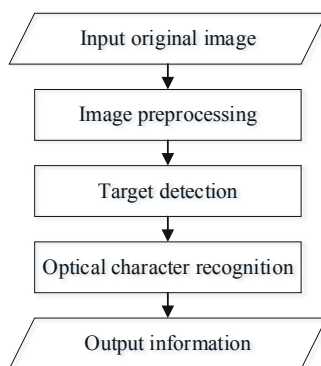 Input original image
Image preprocessing
Target detection
Optical character recognition
Output information